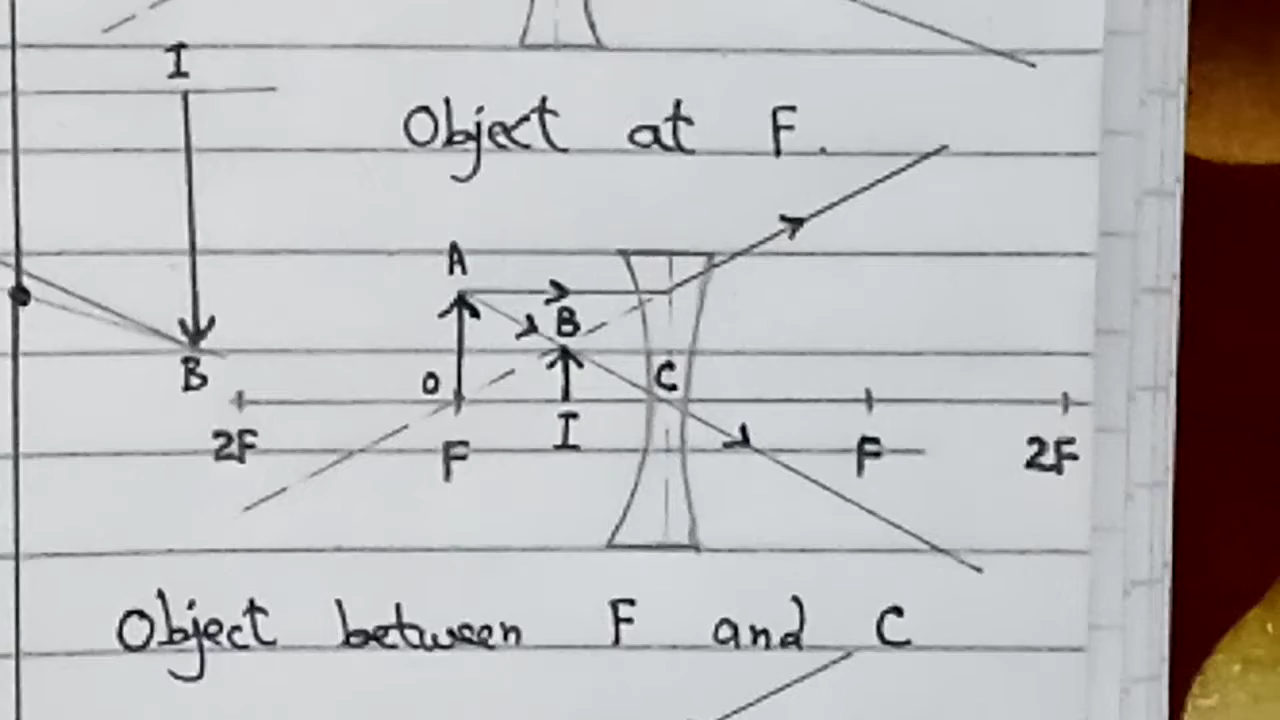 I
Object at F.
A
B
B
O
C
I
2F
F
F
2F
Object between F and C